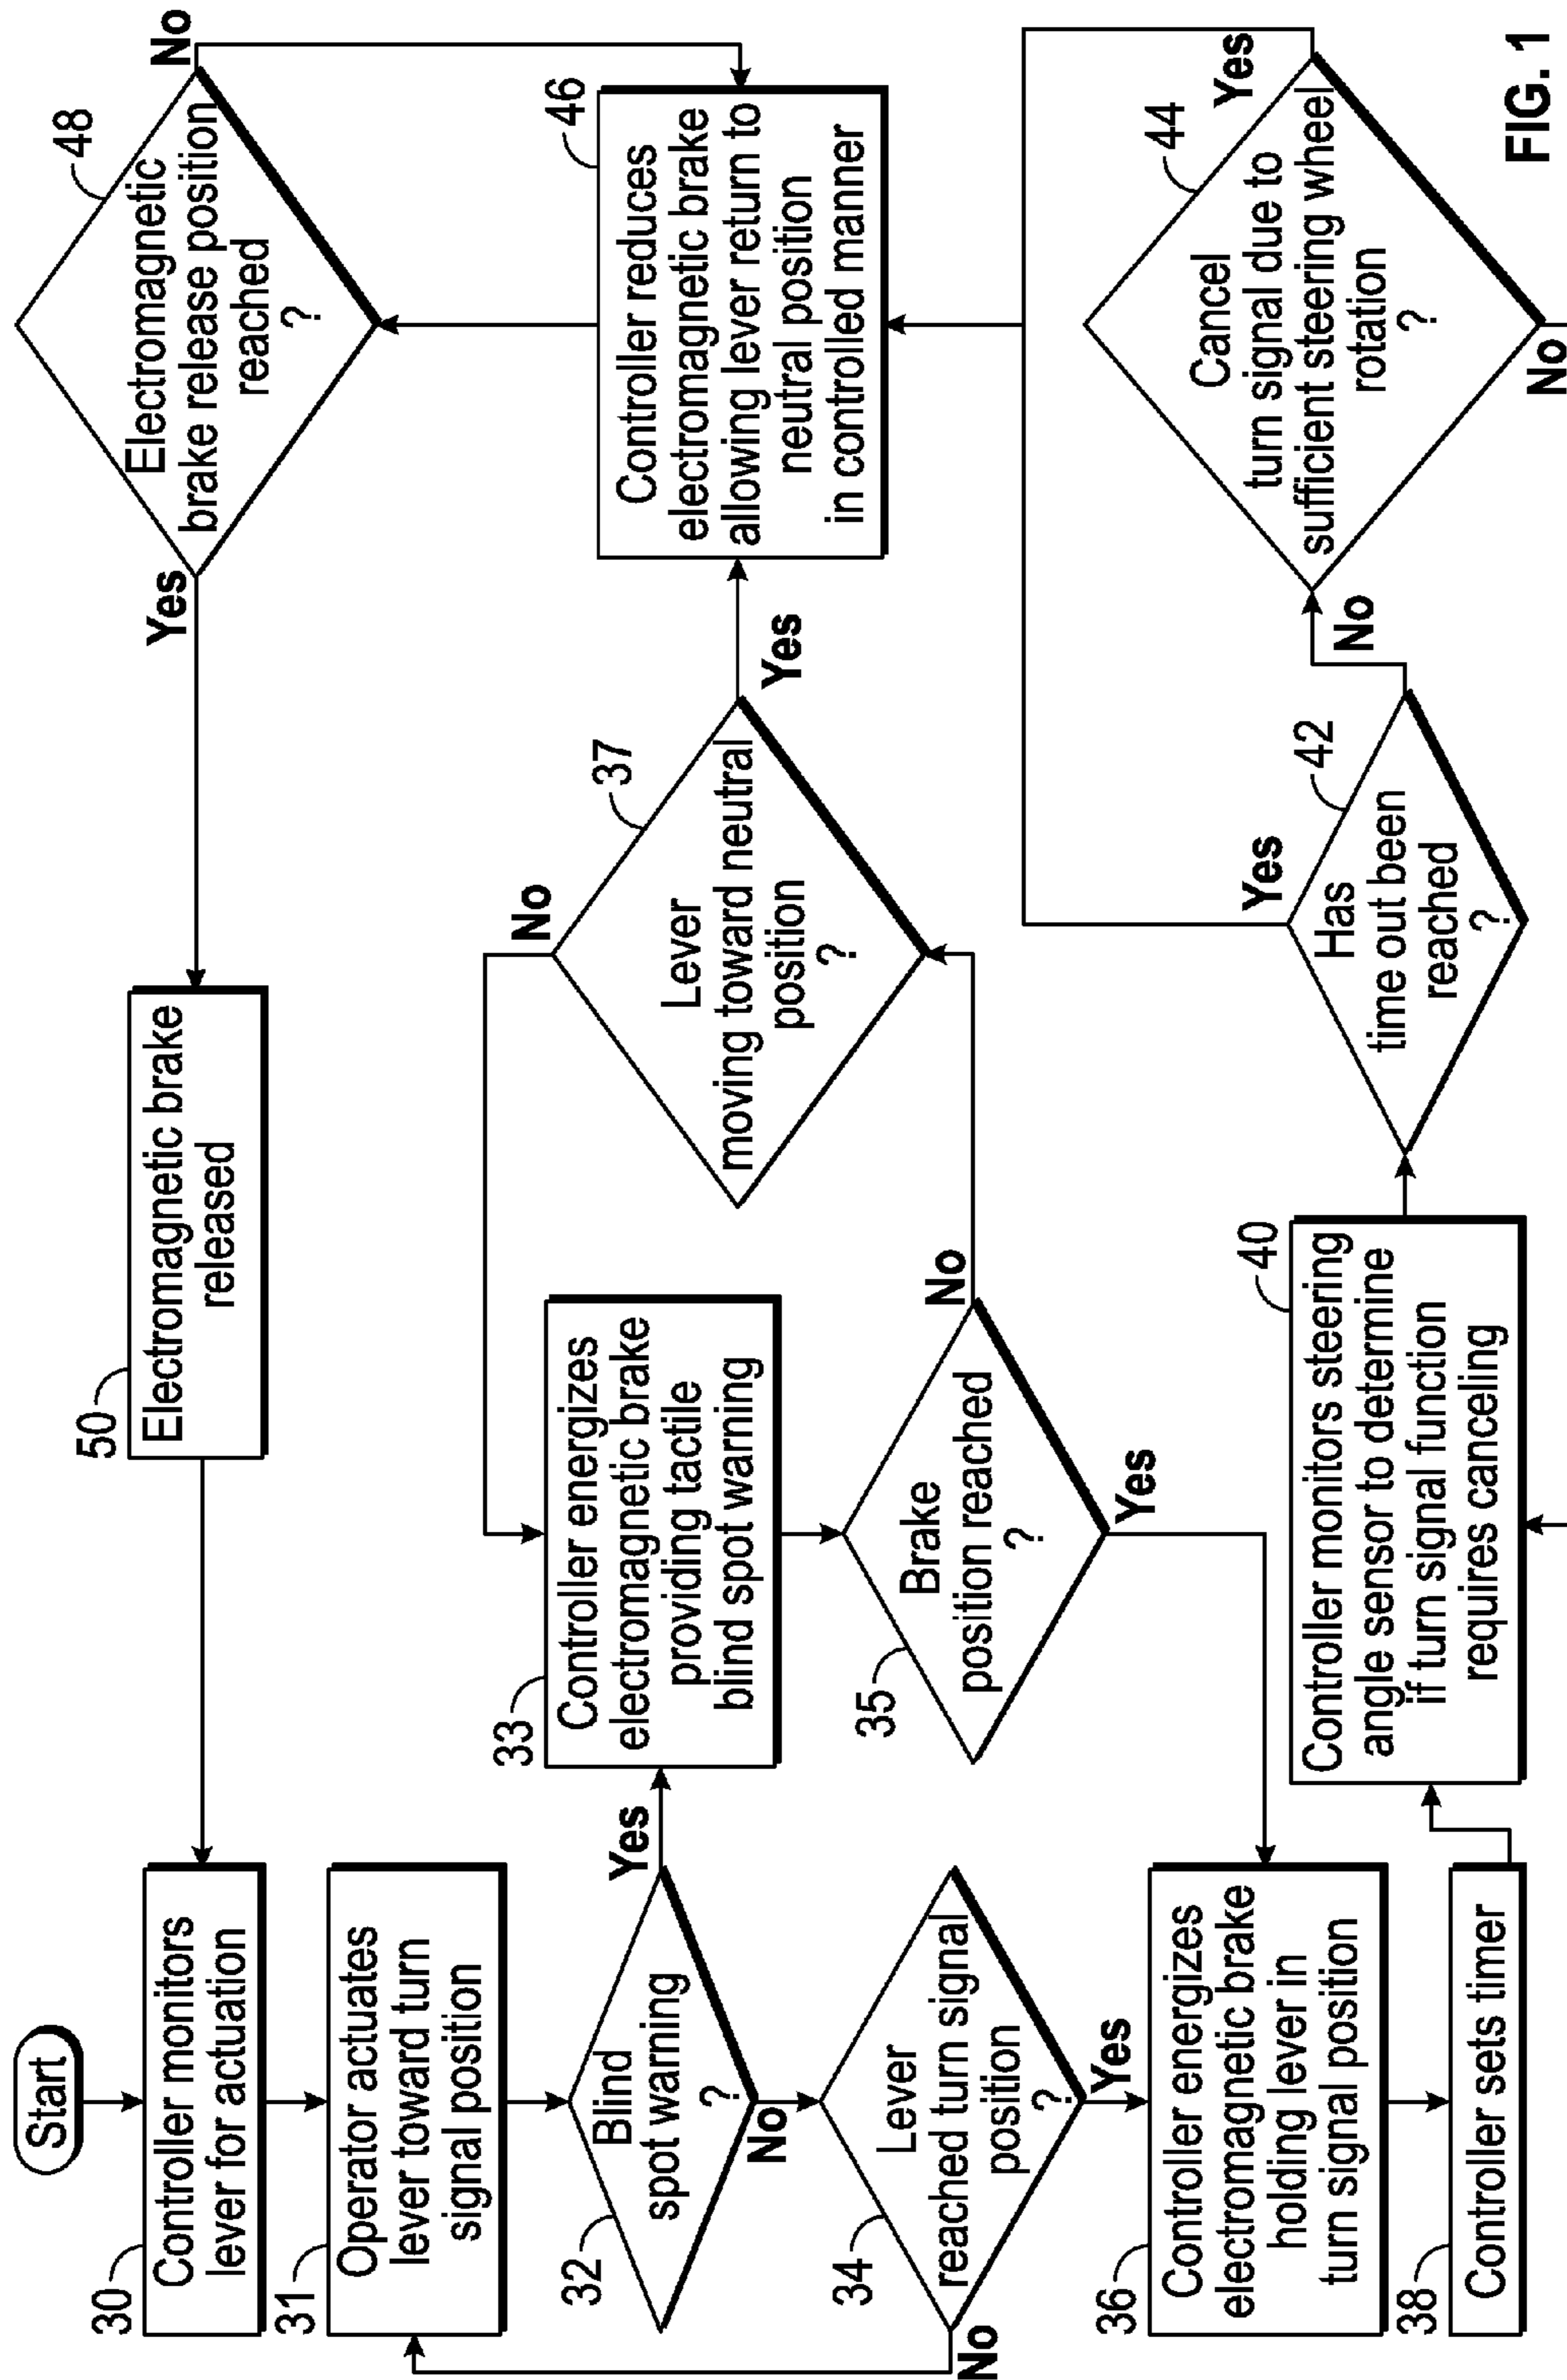 Start
30
Controller monitors
lever for actuation
31
Operator actuates
lever toward turn
signal position
32
Blind
spot warning
?
Yes
No
34
Lever
reached turn signal
position
?
No
Yes
36
Controller energizes
electromagnetic brake
holding lever in
turn signal position
38
Controller sets timer
50
Electromagnetic brake
released
33
Controller energizes
electromagnetic brake
providing tactile
blind spot warning
35
Brake
position reached
?
No
Yes
40
Controller monitors steering
angle sensor to determine
if turn signal function
requires canceling
37
Lever
moving toward neutral
position
?
No
Yes
42
Has
time out been
reached
?
Yes
No
48
Electromagnetic
brake release position
reached
?
Yes
No
46
Controller reduces
electromagnetic brake
allowing lever return to
neutral position
in controlled manner
44
Cancel
turn signal due to
sufficient steering wheel
rotation
?
Yes
No
FIG. 1